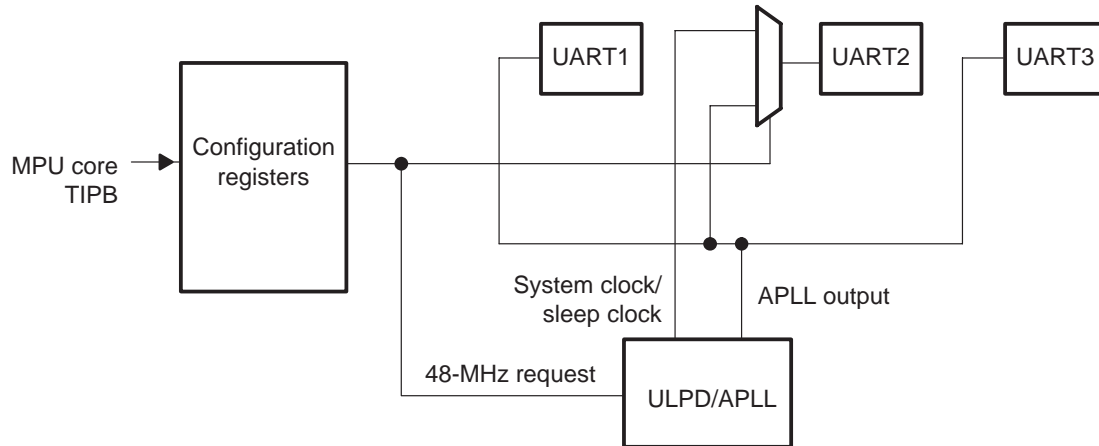 UART1
UART2
UART3
Configuration
registers
MPU core
TIPB
System clock/
sleep clock
APLL output
48-MHz request
ULPD/APLL